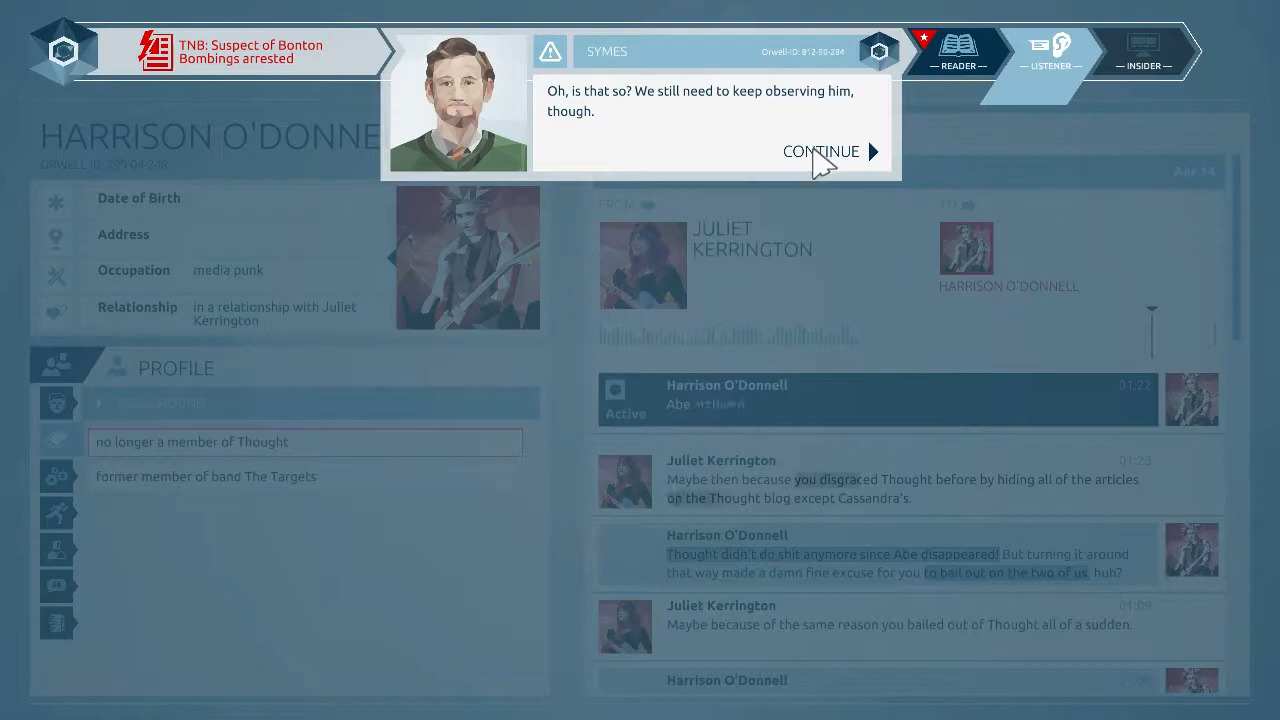 TNB: Suspect of Bonton
Bombings arrested
SYMES
Orwell-ID: 812-90-284
Oh, is that so? We still need to keep observing him,
though.
CONTINUE
— READER —
— LISTENER —
— INSIDER —
HARRISON O'DONNE
Date of Birth
Address
Occupation media punk
Relationship in a relationship with Juliet
Kerrington
PROFILE
no longer a member of Thought
former member of band The Targets
Apr 14
FROM
JULIET
KERRINGTON
TO
HARRISON O'DONNELL
Active
Harrison O'Donnell 01:22
Abe
Juliet Kerrington 01:23
Maybe then because you disgraced Thought before by hiding all of the articles
on the Thought blog except Cassandra's.
Harrison O'Donnell
Thought didn't do shit anymore since Abe disappeared! But turning it around
that way made a damn fine excuse for you to bail out on the two of us, huh?
Juliet Kerrington 01:09
Maybe because of the same reason you bailed out of Thought all of a sudden.
Harrison O'Donnell